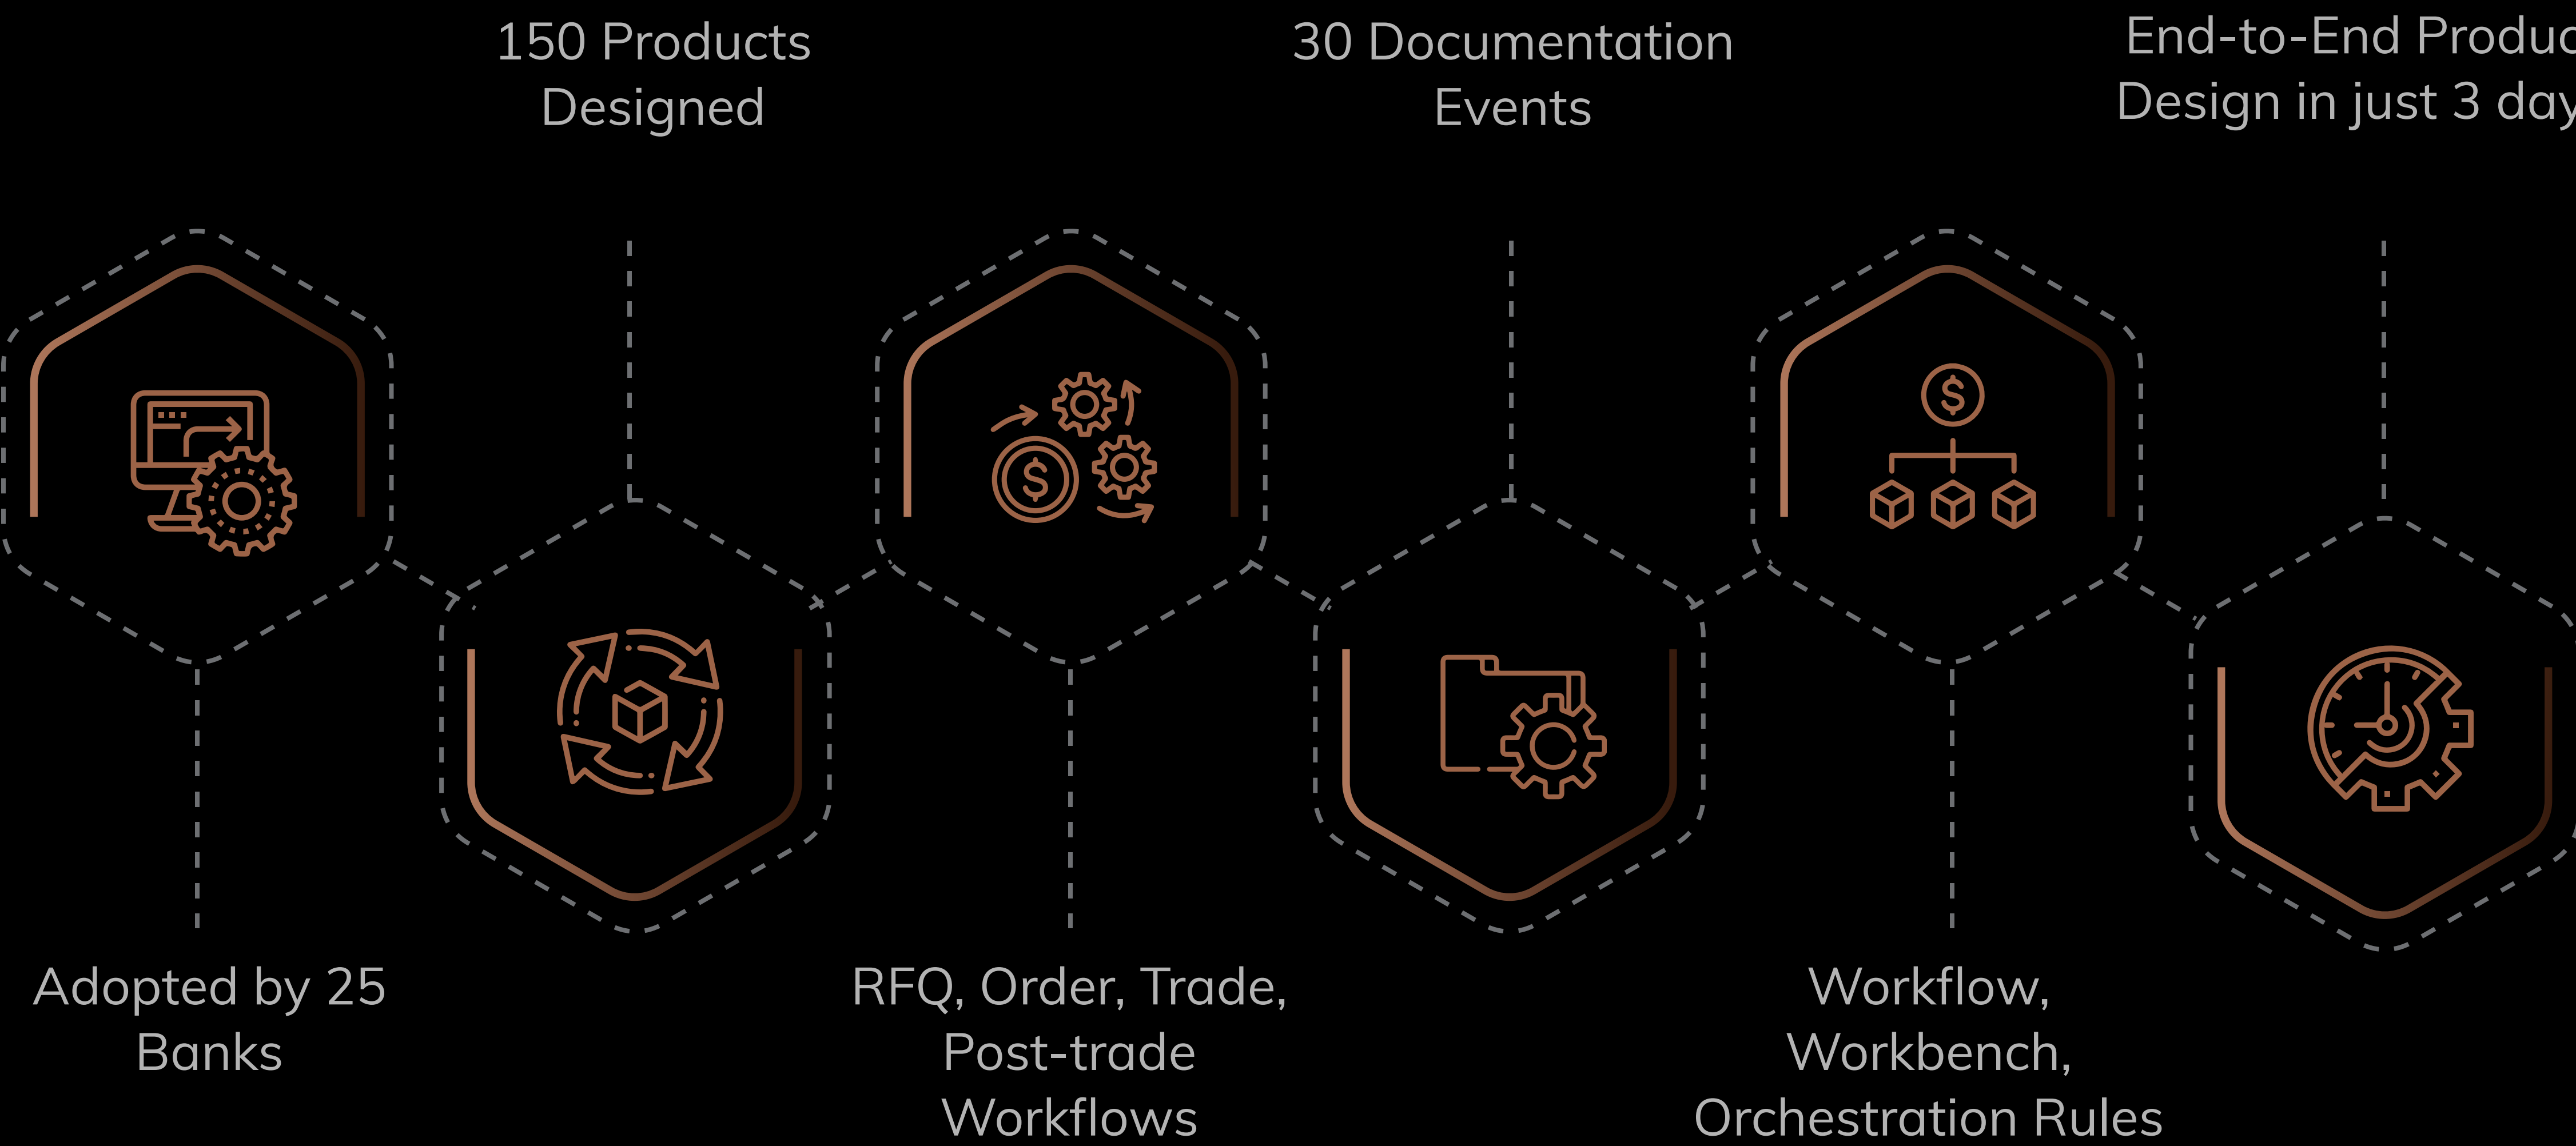 150 Products
Designed
30 Documentation
Events
End-to-End Produc
Design in just 3 day
Adopted by 25
Banks
RFQ, Order, Trade,
Post-trade
Workflows
Workflow,
Workbench,
Orchestration Rules